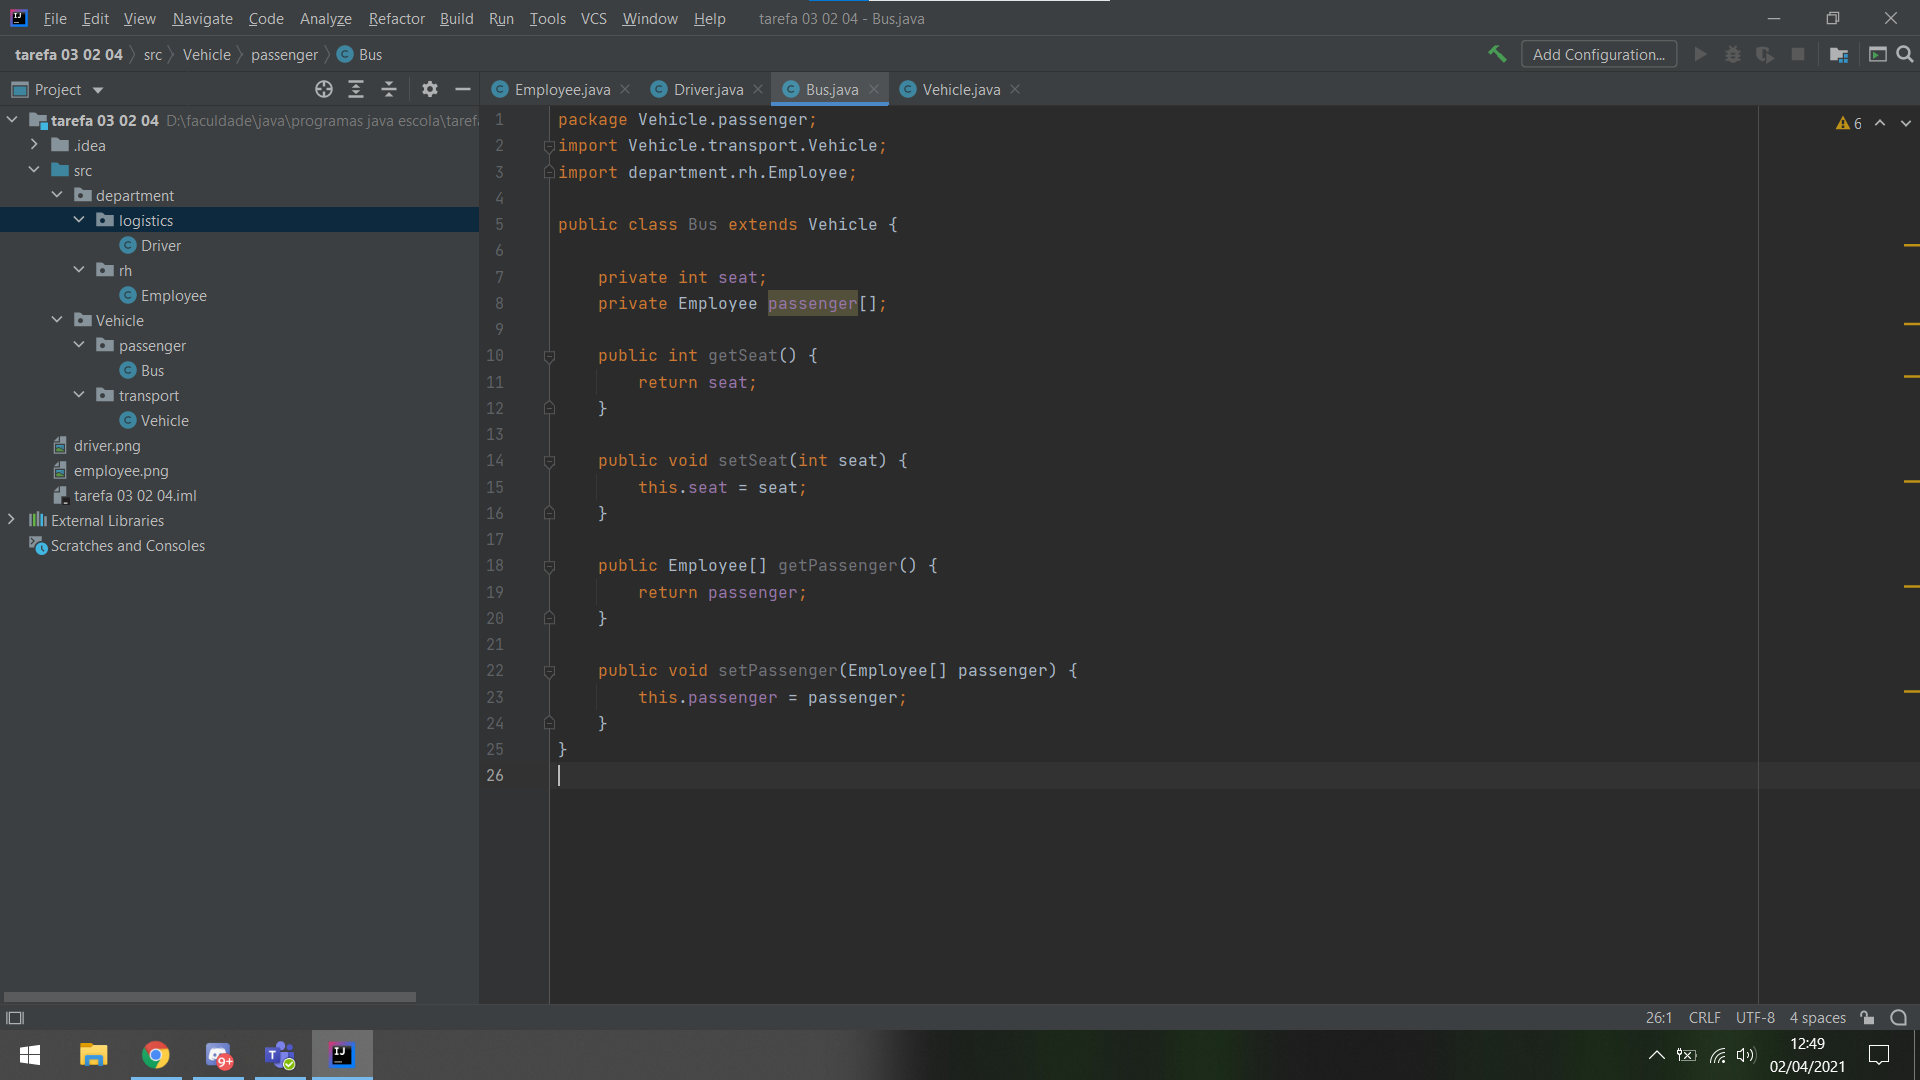 File Edit View Navigate Code Analyze Refactor Build Run Tools VCS Window Help tarefa 03 02 04 - Bus.java
tarefa 03 02 04 src Vehicle passenger Bus
Add Configuration...
Project
Employee.java Driver.java Bus.java Vehicle.java
tarefa 03 02 04 D:\faculdade\java\programas java escola\taref
.idea
src
department
logistics
Driver
rh
Employee
Vehicle
passenger
Bus
transport
Vehicle
driver.png
employee.png
tarefa 03 02 04.iml
External Libraries
Scratches and Consoles
6
1 package Vehicle.passenger;
2 import Vehicle.transport.Vehicle;
3 import department.rh.Employee;
4
5 public class Bus extends Vehicle {
6
7     private int seat;
8     private Employee passenger[];
9
10     public int getSeat() {
11         return seat;
12     }
13
14     public void setSeat(int seat) {
15         this.seat = seat;
16     }
17
18     public Employee[] getPassenger() {
19         return passenger;
20     }
21
22     public void setPassenger(Employee[] passenger) {
23         this.passenger = passenger;
24     }
25 }
26
26:1 CRLF UTF-8 4 spaces
9+
12:49
02/04/2021